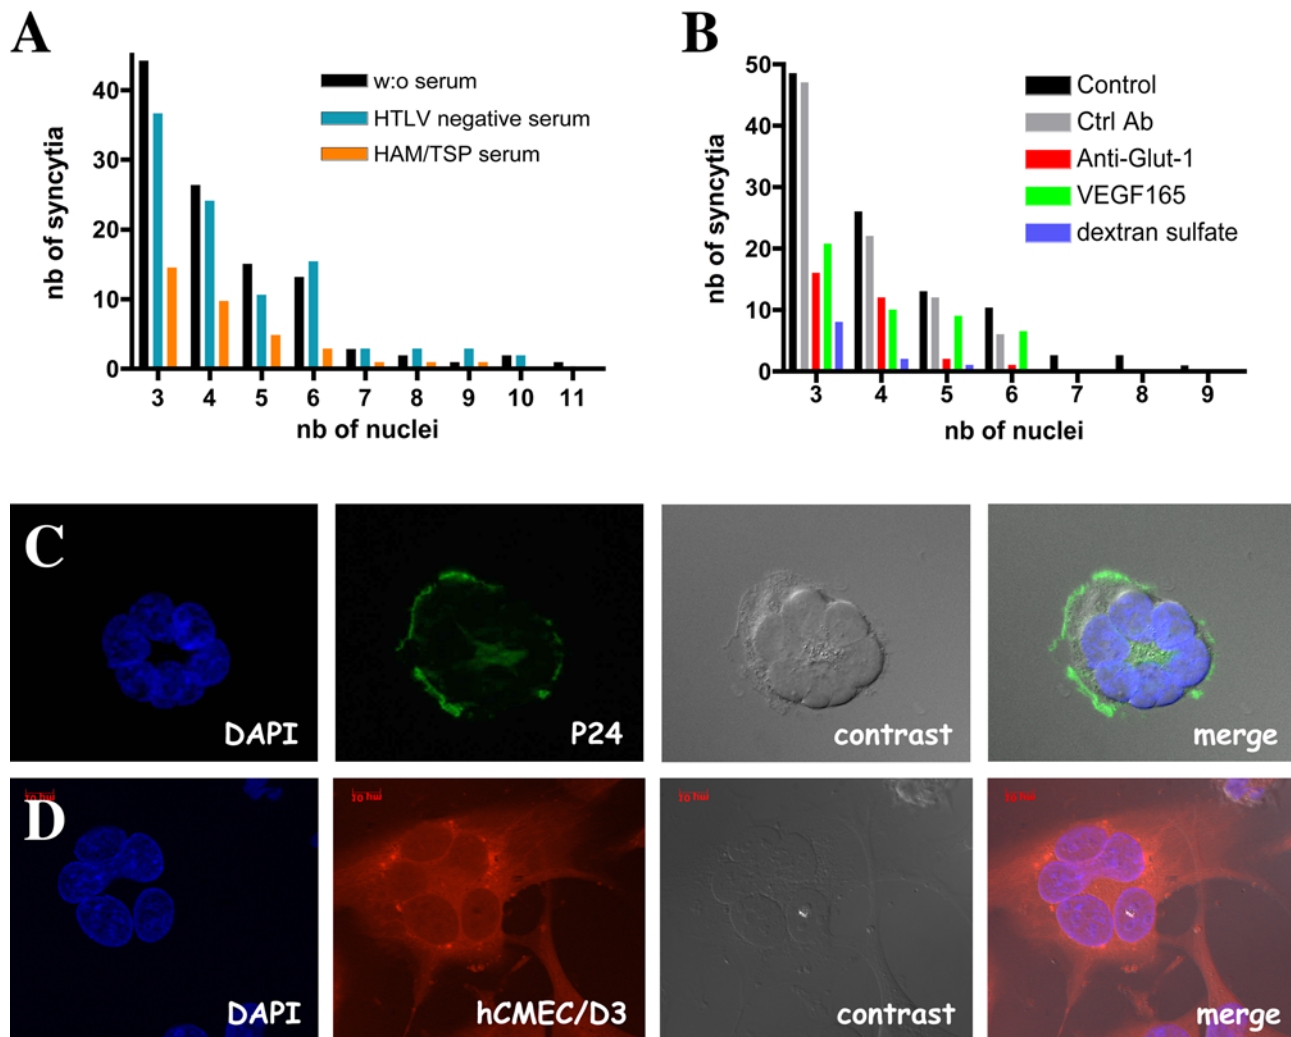 A
nb of syncytia
40
30
20
10
0
w:o serum
HTLV negative serum
HAM/TSP serum
3 4 5 6 7 8 9 10 11
nb of nuclei
B
nb of syncytia
50
40
30
20
10
0
Control
Ctrl Ab
Anti-Glut-1
VEGF165
dextran sulfate
3 4 5 6 7 8 9
nb of nuclei
C
DAPI
P24
contrast
merge
D
DAPI
hCMEC/D3
contrast
merge